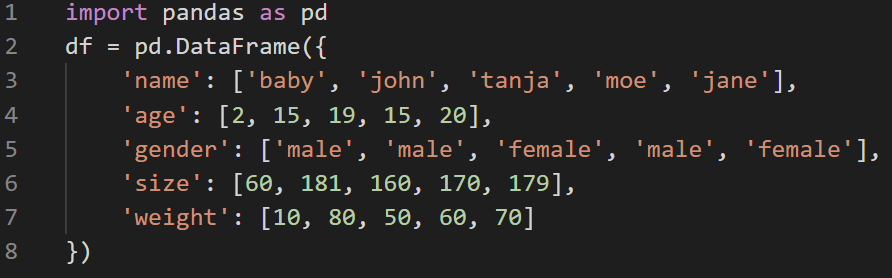 1 import pandas as pd
2 df = pd.DataFrame({
3     'name': ['baby', 'john', 'tanja', 'moe', 'jane'],
4     'age': [2, 15, 19, 15, 20],
5     'gender': ['male', 'male', 'female', 'male', 'female'],
6     'size': [60, 181, 160, 170, 179],
7     'weight': [10, 80, 50, 60, 70]
8 })